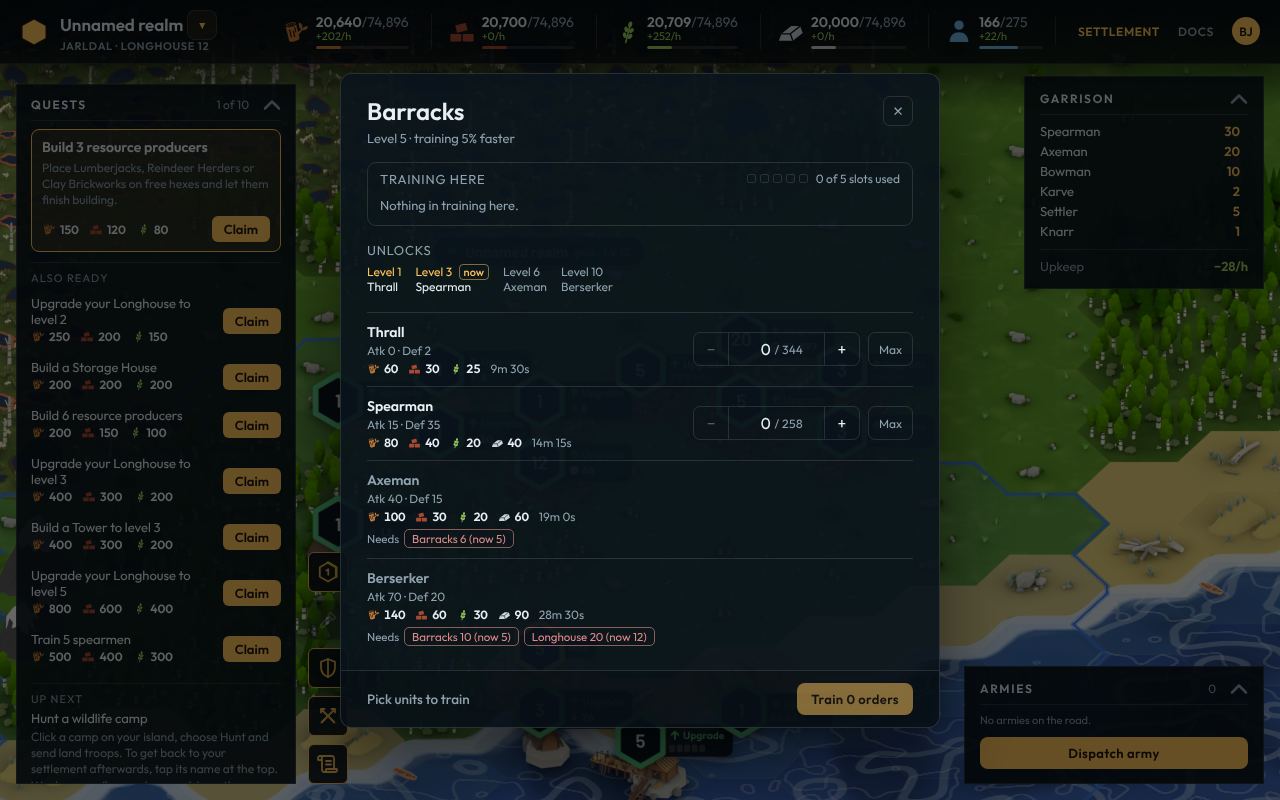 Unnamed realm
JARLDAL · LONGHOUSE 12
20,640/74,896
+202/h
20,700/74,896
+0/h
20,709/74,896
+252/h
20,000/74,896
+0/h
166/275
+22/h
SETTLEMENT
DOCS
BJ
QUESTS
1 of 10
Build 3 resource producers
Place Lumberjacks, Reindeer Herders or
Clay Brickworks on free hexes and let them
finish building.
150 120 80
Claim
ALSO READY
Upgrade your Longhouse to
level 2
250 200 150
Claim
Build a Storage House
200 200 200
Claim
Build 6 resource producers
200 150 100
Claim
Upgrade your Longhouse to
level 3
400 300 200
Claim
Build a Tower to level 3
400 300 200
Claim
Upgrade your Longhouse to
level 5
800 600 400
Claim
Train 5 spearmen
500 400 300
Claim
UP NEXT
Hunt a wildlife camp
Click a camp on your island, choose Hunt and
send land troops. To get back to your
settlement afterwards, tap its name at the top.
Barracks
Level 5 · training 5% faster
TRAINING HERE
0 of 5 slots used
Nothing in training here.
UNLOCKS
Level 1
Thrall
Level 3 now
Spearman
Level 6
Axeman
Level 10
Berserker
Thrall
Atk 0 · Def 2
60 30 25 9m 30s
− 0 / 344 +
Max
Spearman
Atk 15 · Def 35
80 40 20 40 14m 15s
− 0 / 258 +
Max
Axeman
Atk 40 · Def 15
100 30 20 60 19m 0s
Needs Barracks 6 (now 5)
Berserker
Atk 70 · Def 20
140 60 30 90 28m 30s
Needs Barracks 10 (now 5) Longhouse 20 (now 12)
Pick units to train
Train 0 orders
5
Upgrade
GARRISON
Spearman 30
Axeman 20
Bowman 10
Karve 2
Settler 5
Knarr 1
Upkeep −28/h
ARMIES
0
No armies on the road.
Dispatch army